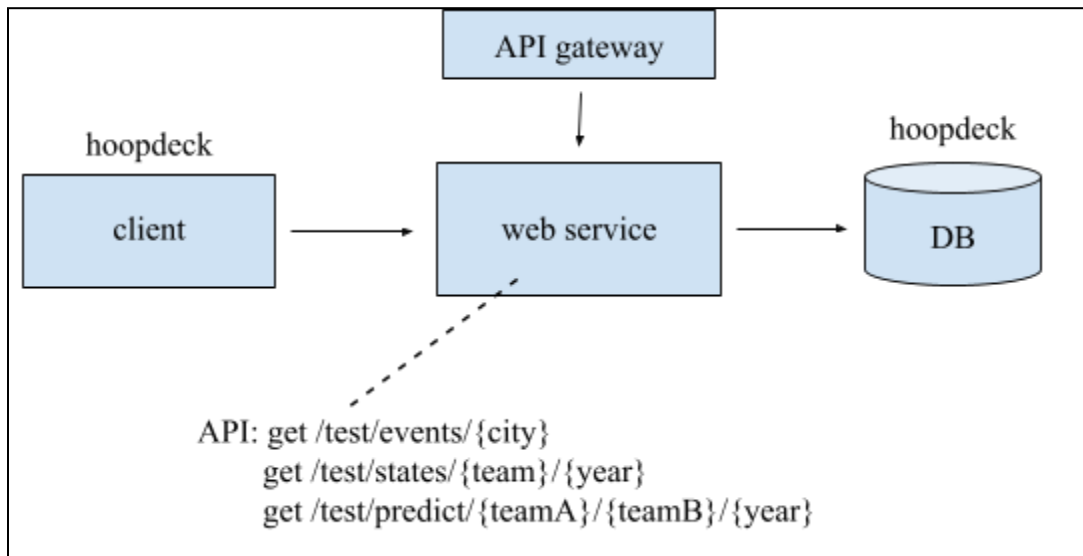 API gateway
hoopdeck
hoopdeck
client
web service
DB
API: get /test/events/{city}
get /test/states/{team}/{year}
get /test/predict/{teamA}/{teamB}/{year}